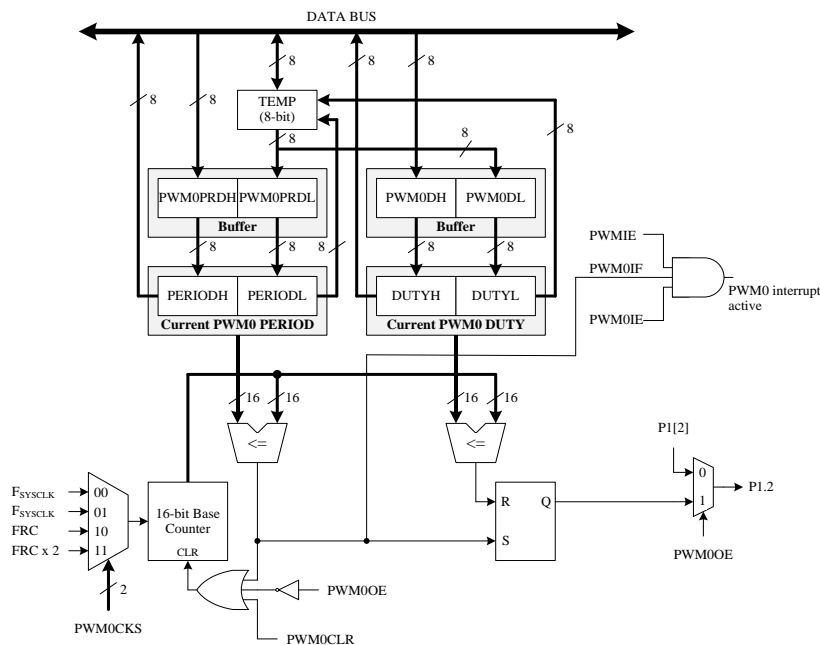 DATA BUS
8
8
8
8
8
TEMP
(8-bit)
8
8
8
PWM0PRDH PWM0PRDL
Buffer
PWM0DH PWM0DL
Buffer
8
8
8
8
8
PERIODH PERIODL
Current PWM0 PERIOD
DUTYH DUTYL
Current PWM0 DUTY
PWMIE
PWM0IF
PWM0IE
PWM0 interrupt
active
16
16
16
16
<=
<=
FSYSCLK
FSYSCLK
FRC
FRC x 2
00
01
10
11
2
PWM0CKS
16-bit Base
Counter
CLR
PWM0OE
PWM0CLR
R
S
Q
P1[2]
0
1
P1.2
PWM0OE